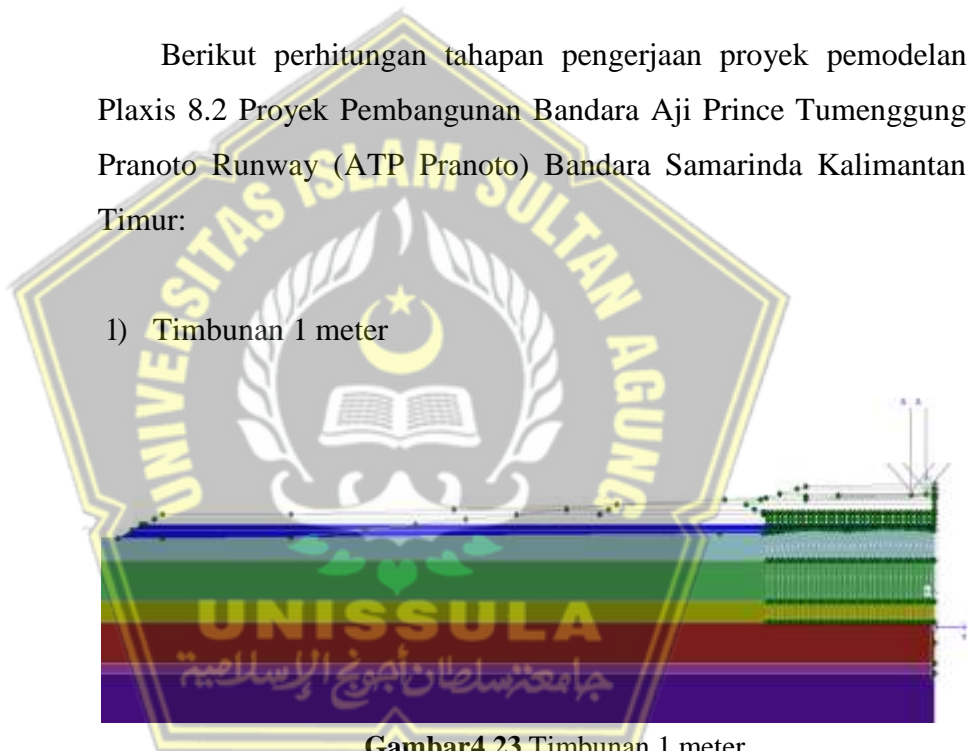 Berikut perhitungan tahapan pengerjaan proyek pemodelan
Plaxis 8.2 Proyek Pembangunan Bandara Aji Prince Tumenggung
Pranoto Runway (ATP Pranoto) Bandara Samarinda Kalimantan
Timur:
UNIVERSITAS ISLAM SULTAN AGUNG
1) Timbunan 1 meter
A A
UNISSULA
جامعتنسلطان أجونج الإسلامية
Gambar4.23 Timbunan 1 meter